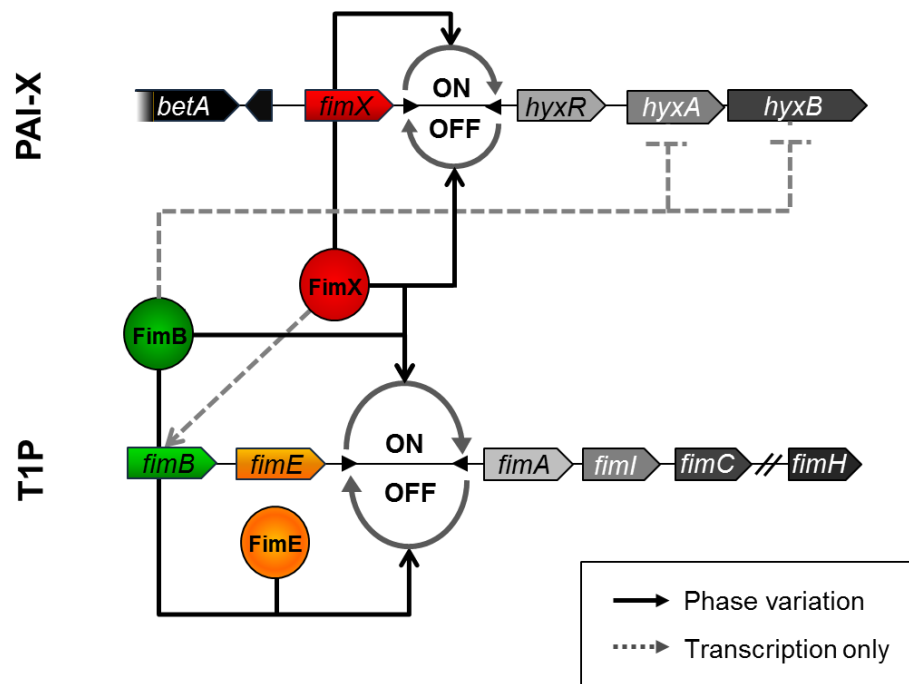 PAI-X
betA
fimX
ON
OFF
hyxR
hyxA
hyxB
FimX
FimB
T1P
fimB
fimE
ON
OFF
fimA
fimI
fimC
fimH
FimE
Phase variation
Transcription only